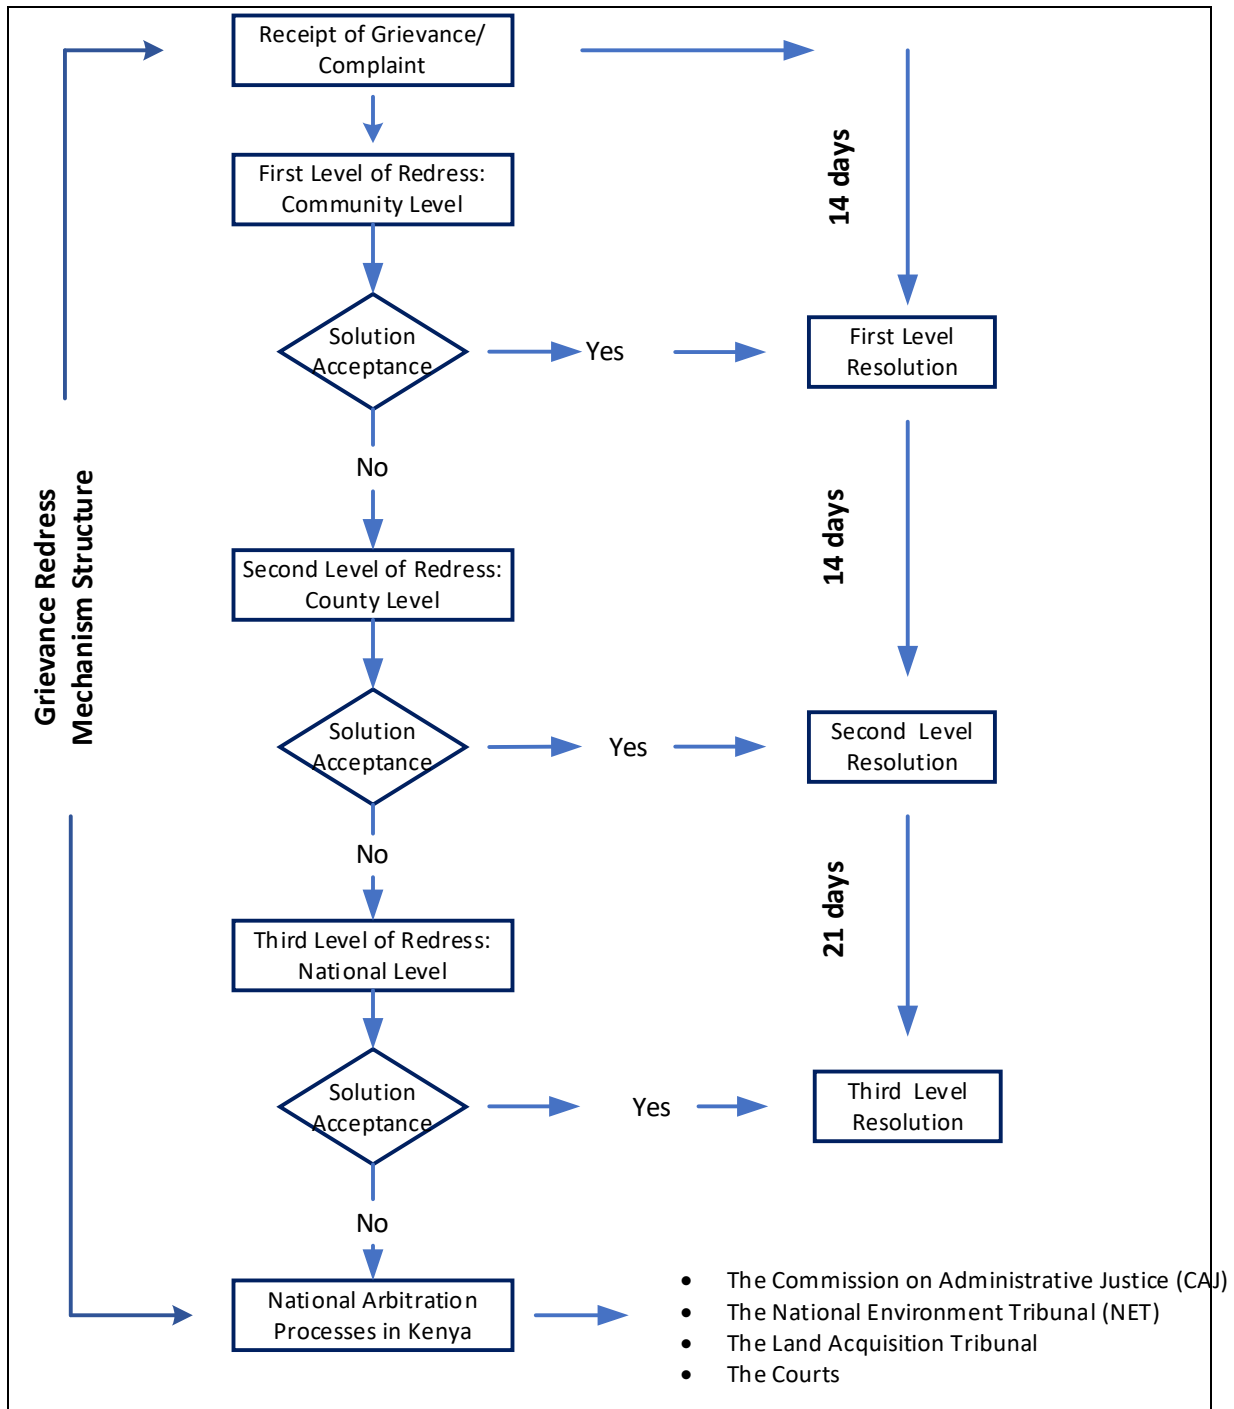 Receipt of Grievance/
Complaint
First Level of Redress:
Community Level
14 days
Solution
Acceptance
Yes
First Level
Resolution
No
Grievance Redress
Mechanism Structure
14 days
Second Level of Redress:
County Level
Solution
Acceptance
Yes
Second Level
Resolution
No
21 days
Third Level of Redress:
National Level
Solution
Acceptance
Yes
Third Level
Resolution
No
National Arbitration
Processes in Kenya
• The Commission on Administrative Justice (CAJ)
• The National Environment Tribunal (NET)
• The Land Acquisition Tribunal
• The Courts